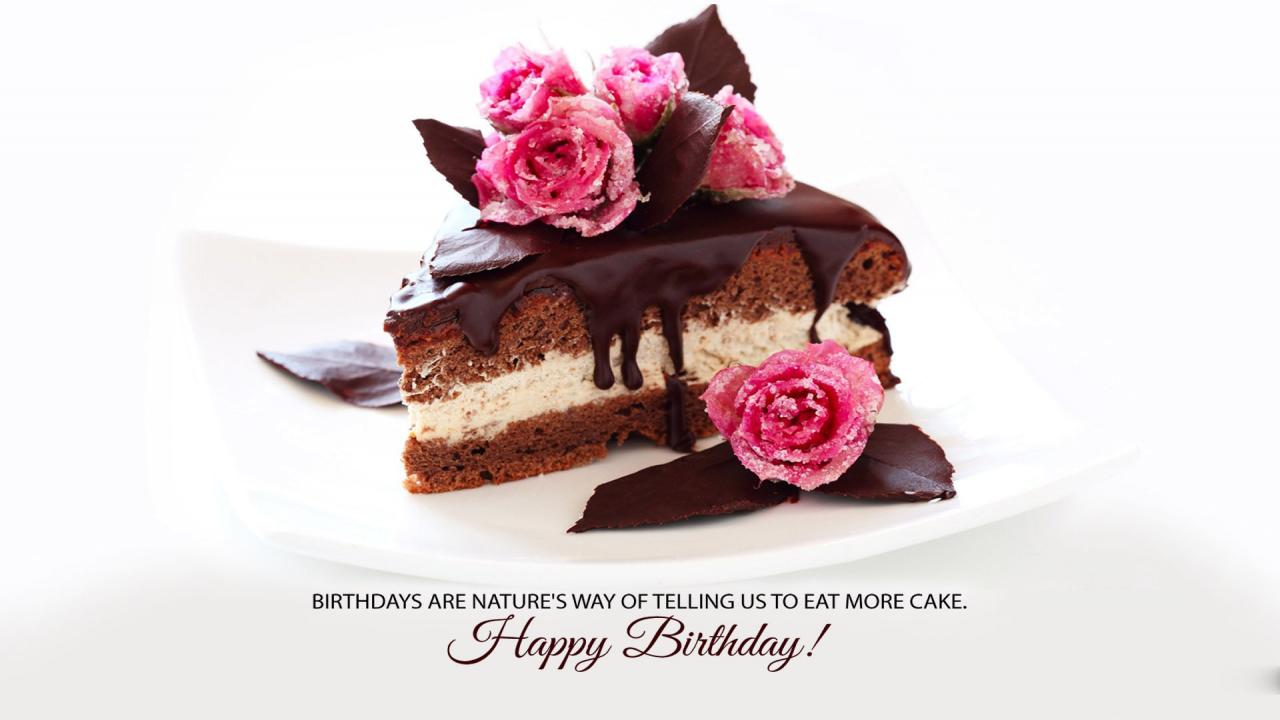 BIRTHDAYS ARE NATURE'S WAY OF TELLING US TO EAT MORE CAKE.
Happy Birthday!